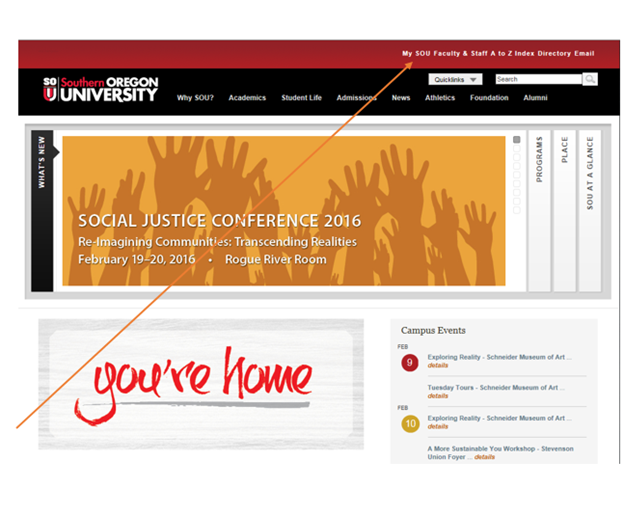 My SOU Faculty & Staff A to Z Index Directory Email
Quicklinks
Search
SO Southern OREGON
U UNIVERSITY
Why SOU? Academics Student Life Admissions News Athletics Foundation Alumni
WHAT'S NEW
SOCIAL JUSTICE CONFERENCE 2016
Re-Imagining Communities: Transcending Realities
February 19–20, 2016 • Rogue River Room
PROGRAMS
PLACE
SOU AT A GLANCE
you're home
Campus Events
FEB
9
Exploring Reality - Schneider Museum of Art ...
details
Tuesday Tours - Schneider Museum of Art ...
details
FEB
10
Exploring Reality - Schneider Museum of Art ...
details
A More Sustainable You Workshop - Stevenson
Union Foyer ... details